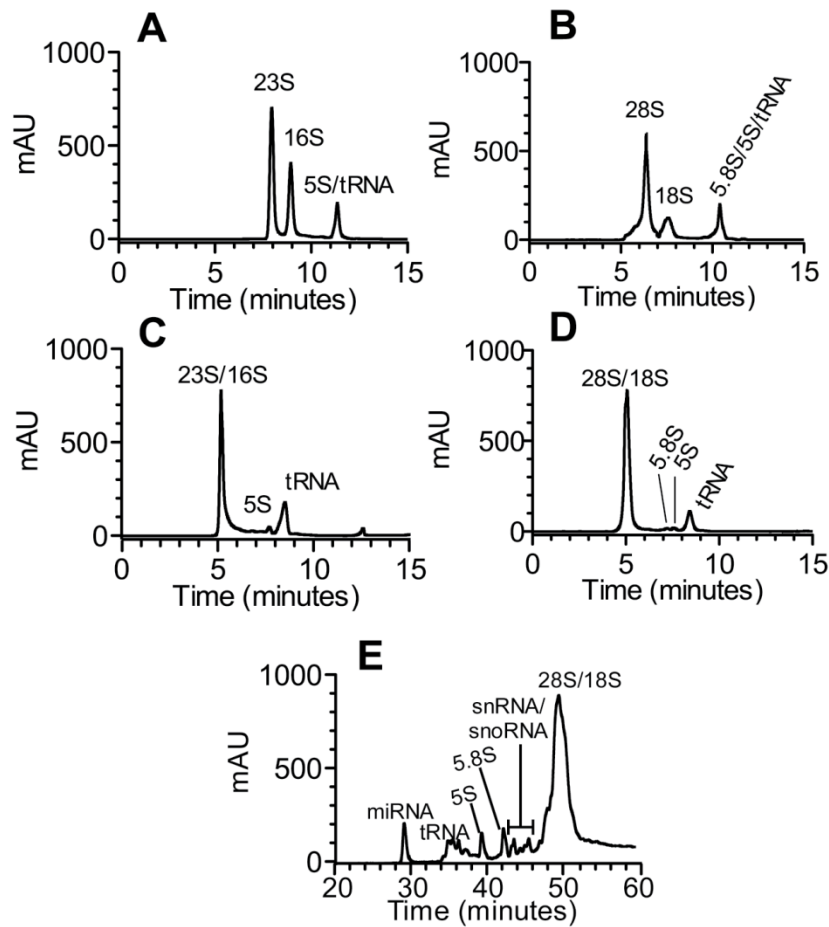 A
1000
500
0
mAU
23S
16S
5S/tRNA
0 5 10 15
Time (minutes)
B
1000
500
0
mAU
28S
18S
5.8S/5S/tRNA
0 5 10 15
Time (minutes)
C
1000
500
0
mAU
23S/16S
5S
tRNA
0 5 10 15
Time (minutes)
D
1000
500
0
mAU
28S/18S
5.8S
5S
tRNA
0 5 10 15
Time (minutes)
E
1000
500
0
mAU
miRNA
tRNA
5S
5.8S
snRNA/
snoRNA
28S/18S
20 30 40 50 60
Time (minutes)